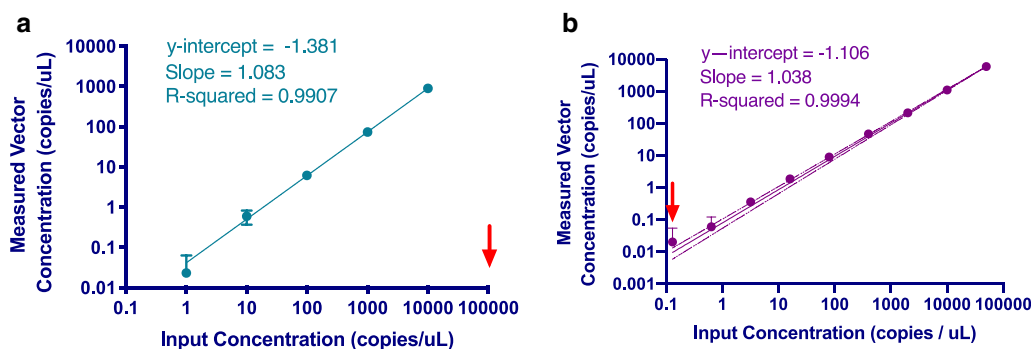 a
y-intercept = -1.381
Slope = 1.083
R-squared = 0.9907
Measured Vector
Concentration (copies/uL)
10000
1000
100
10
1
0.1
0.01
0.1 1 10 100 1000 10000 100000
Input Concentration (copies/uL)
b
y—intercept = -1.106
Slope = 1.038
R-squared = 0.9994
Measured Vector
Concentration (copies/uL)
10000
1000
100
10
1
0.1
0.01
0.001
0.1 1 10 100 1000 10000 100000
Input Concentration (copies / uL)